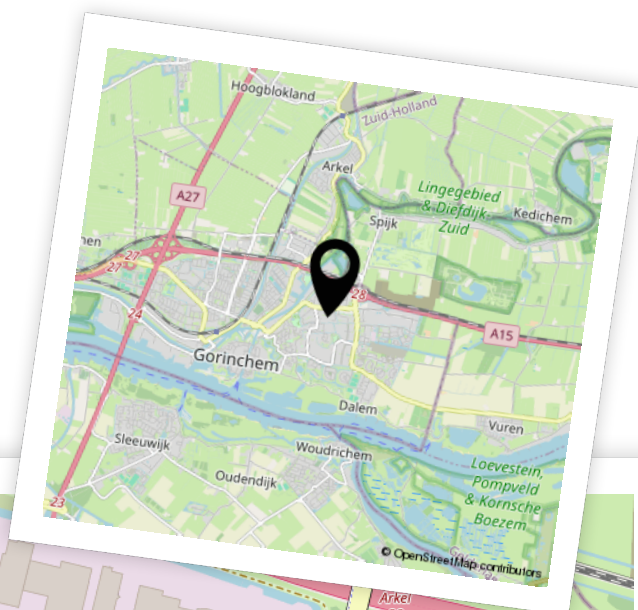 Hoogblokland
Zuid-Holland
Arkel
A27
Lingegebied
& Diefdijk-
Zuid
Kedichem
Spijk
27
27
28
24
A15
Gorinchem
Dalem
Vuren
Sleeuwijk
Woudrichem
Oudendijk
Loevestein,
Pompveld
& Kornsche
Boezem
23
© OpenStreetMap contributors
Arkel